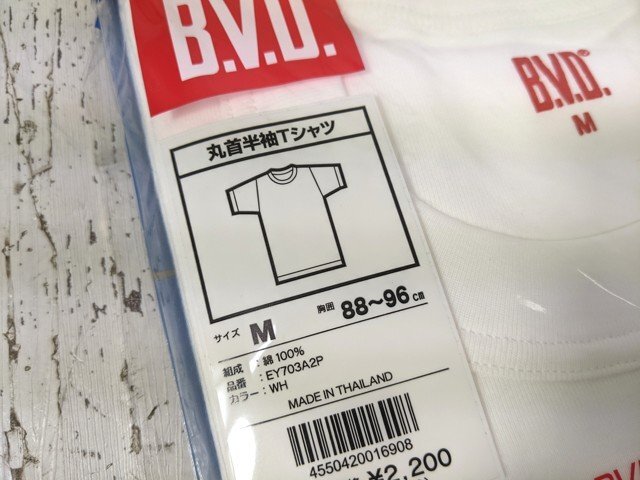 B.V.D.
B.V.D.®
M
丸首半袖Tシャツ
サイズ M 胸囲 88〜96 cm
組成 : 綿 100%
品番 : EY703A2P
カラー : WH
MADE IN THAILAND
4550420016908
¥2,200
B.V.D.